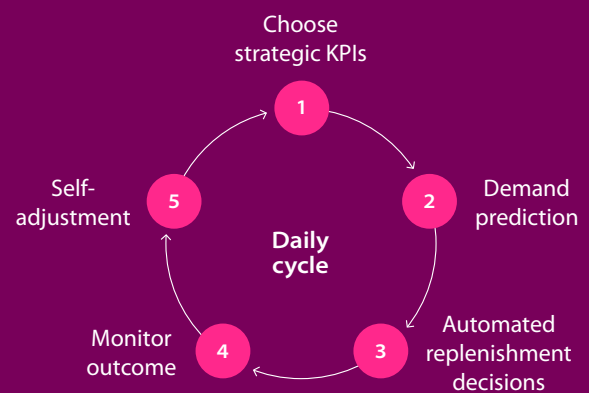 Choose
strategic KPIs
1
2
Demand
prediction
3
Automated
replenishment
decisions
4
Monitor
outcome
5
Self-
adjustment
Daily
cycle